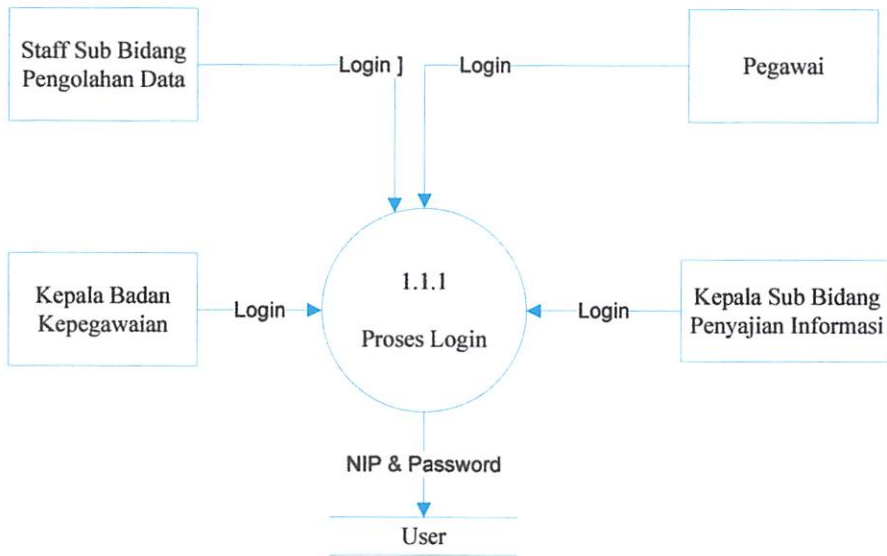 Staff Sub Bidang
Pengolahan Data
Login ]
Login
Pegawai
Kepala Badan
Kepegawaian
Login
1.1.1
Proses Login
Login
Kepala Sub Bidang
Penyajian Informasi
NIP & Password
User